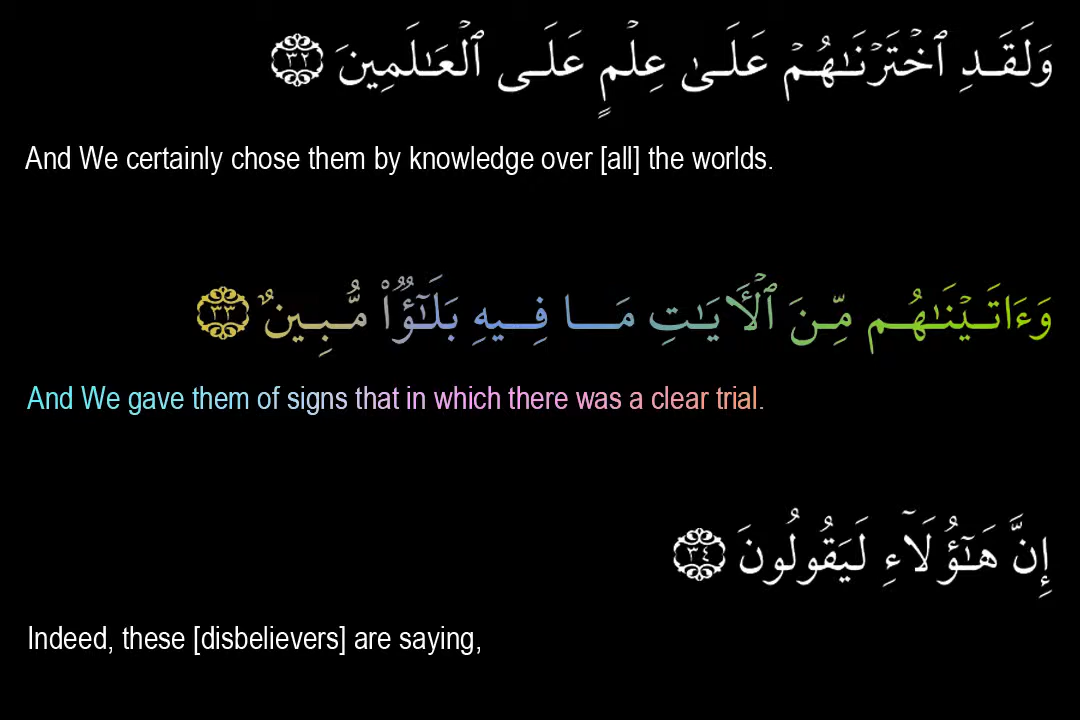 وَلَقَدِ ٱخْتَرْنَـٰهُمْ عَلَىٰ عِلْمٍ عَلَى ٱلْعَـٰلَمِينَ ٣٢
And We certainly chose them by knowledge over [all] the worlds.
وَءَاتَيْنَـٰهُم مِّنَ ٱلْـَٔايَـٰتِ مَا فِيهِ بَلَـٰٓؤٌا۟ مُّبِينٌ ٣٣
And We gave them of signs that in which there was a clear trial.
إِنَّ هَـٰٓؤُلَآءِ لَيَقُولُونَ ٣٤
Indeed, these [disbelievers] are saying,